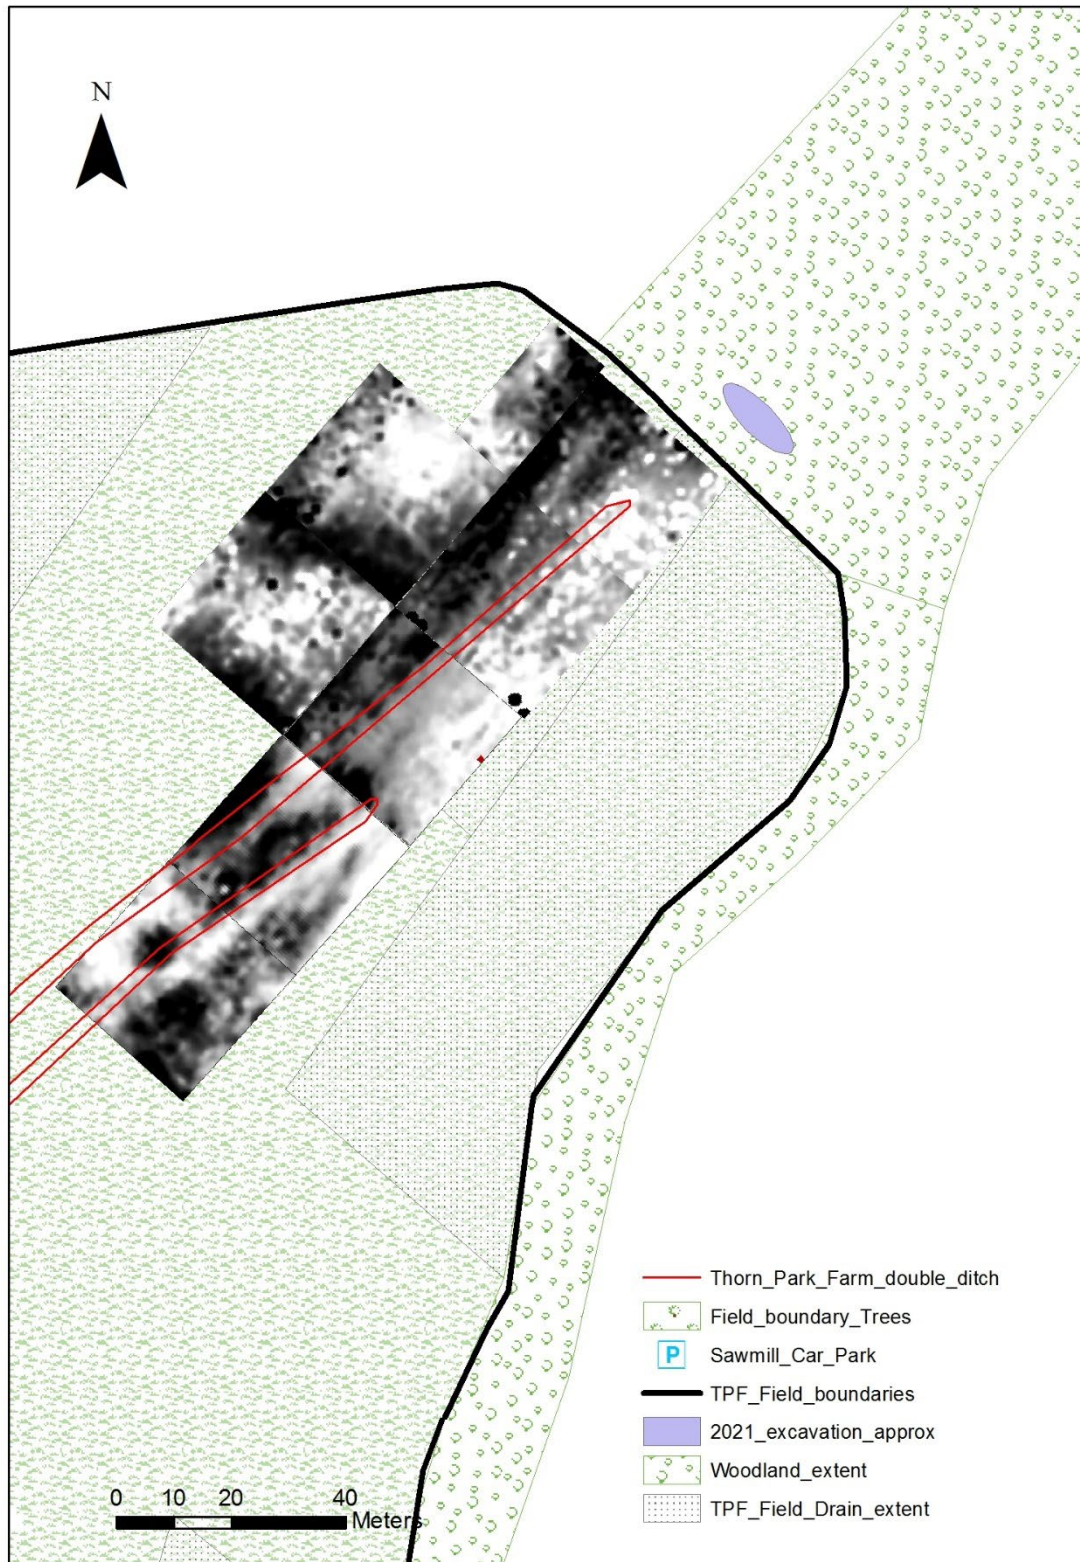 N
Thorn_Park_Farm_double_ditch
Field_boundary_Trees
P Sawmill_Car_Park
TPF_Field_boundaries
2021_excavation_approx
Woodland_extent
TPF_Field_Drain_extent
0 10 20 40
Meters